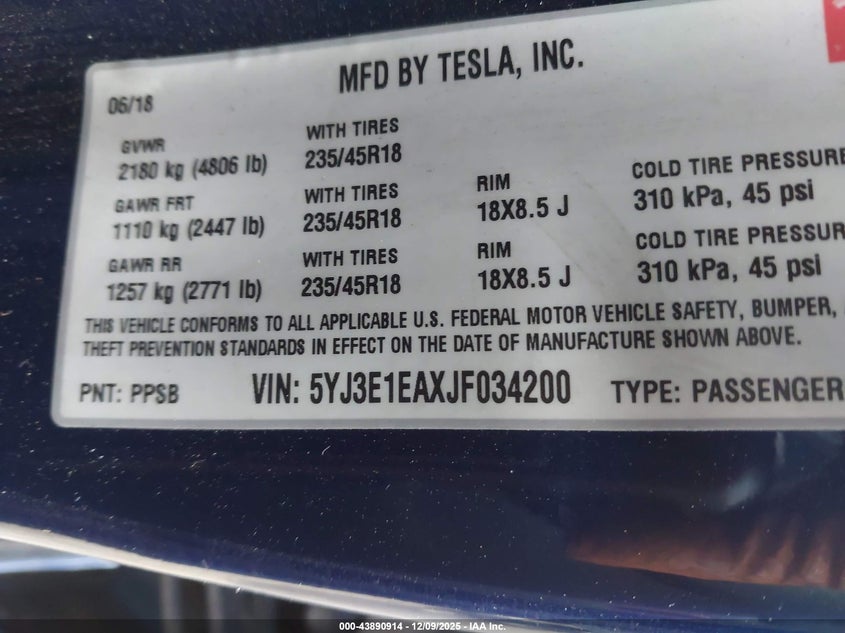 MFD BY TESLA, INC.
06/18
GVWR WITH TIRES
2180 kg (4806 lb) 235/45R18
GAWR FRT WITH TIRES RIM COLD TIRE PRESSURE
1110 kg (2447 lb) 235/45R18 18X8.5 J 310 kPa, 45 psi
GAWR RR WITH TIRES RIM COLD TIRE PRESSURE
1257 kg (2771 lb) 235/45R18 18X8.5 J 310 kPa, 45 psi
THIS VEHICLE CONFORMS TO ALL APPLICABLE U.S. FEDERAL MOTOR VEHICLE SAFETY, BUMPER,
THEFT PREVENTION STANDARDS IN EFFECT ON THE DATE OF MANUFACTURE SHOWN ABOVE.
PNT: PPSB VIN: 5YJ3E1EAXJF034200 TYPE: PASSENGER
000-43890914 - 12/09/2025 - IAA Inc.